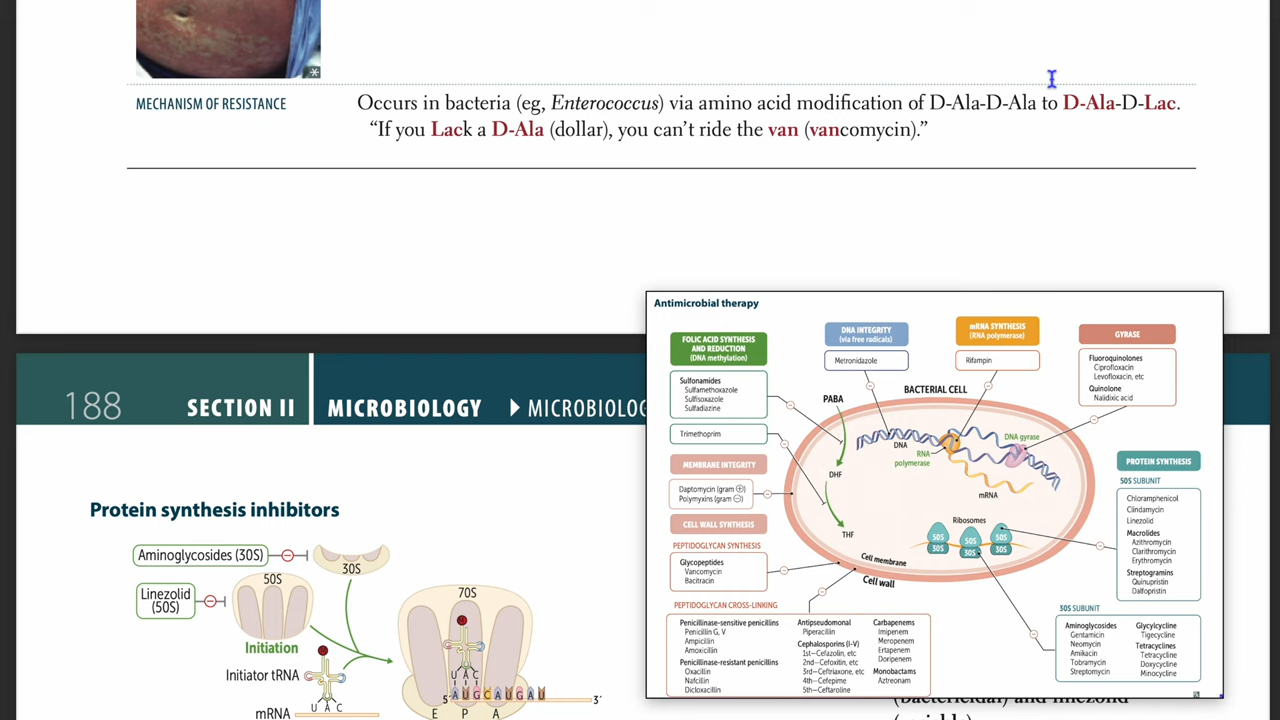 MECHANISM OF RESISTANCE
Occurs in bacteria (eg, Enterococcus) via amino acid modification of D-Ala-D-Ala to D-Ala-D-Lac.
“If you Lack a D-Ala (dollar), you can’t ride the van (vancomycin).”
188
SECTION II
MICROBIOLOGY
MICROBIOLOG
Protein synthesis inhibitors
Aminoglycosides (30S)
30S
Linezolid
(50S)
50S
70S
Initiation
Initiator tRNA
mRNA
U A C
U A C
5′
A U G C A U G A U
3′
E P A
Antimicrobial therapy
FOLIC ACID SYNTHESIS
AND REDUCTION
(DNA methylation)
Sulfonamides
Sulfamethoxazole
Sulfisoxazole
Sulfadiazine
Trimethoprim
MEMBRANE INTEGRITY
Daptomycin (gram ⊕)
Polymyxins (gram ⊖)
CELL WALL SYNTHESIS
PEPTIDOGLYCAN SYNTHESIS
Glycopeptides
Vancomycin
Bacitracin
PEPTIDOGLYCAN CROSS-LINKING
Penicillinase-sensitive penicillins
Penicillin G, V
Ampicillin
Amoxicillin
Penicillinase-resistant penicillins
Oxacillin
Nafcillin
Dicloxacillin
Antipseudomonal
Piperacillin
Cephalosporins (I–V)
1st—Cefazolin, etc
2nd—Cefoxitin, etc
3rd—Ceftriaxone, etc
4th—Cefepime
5th—Ceftaroline
Carbapenems
Imipenem
Meropenem
Ertapenem
Doripenem
Monobactams
Aztreonam
DNA INTEGRITY
(via free radicals)
Metronidazole
mRNA SYNTHESIS
(RNA polymerase)
Rifampin
GYRASE
Fluoroquinolones
Ciprofloxacin
Levofloxacin, etc
Quinolone
Nalidixic acid
BACTERIAL CELL
PABA
DHF
THF
DNA
RNA
polymerase
DNA gyrase
mRNA
Ribosomes
50S
30S
50S
30S
50S
30S
Cell membrane
Cell wall
PROTEIN SYNTHESIS
50S SUBUNIT
Chloramphenicol
Clindamycin
Linezolid
Macrolides
Azithromycin
Clarithromycin
Erythromycin
Streptogramins
Quinupristin
Dalfopristin
30S SUBUNIT
Aminoglycosides
Gentamicin
Neomycin
Amikacin
Tobramycin
Streptomycin
Glycylcycline
Tigecycline
Tetracyclines
Tetracycline
Doxycycline
Minocycline
(bactericidal) and linezolid